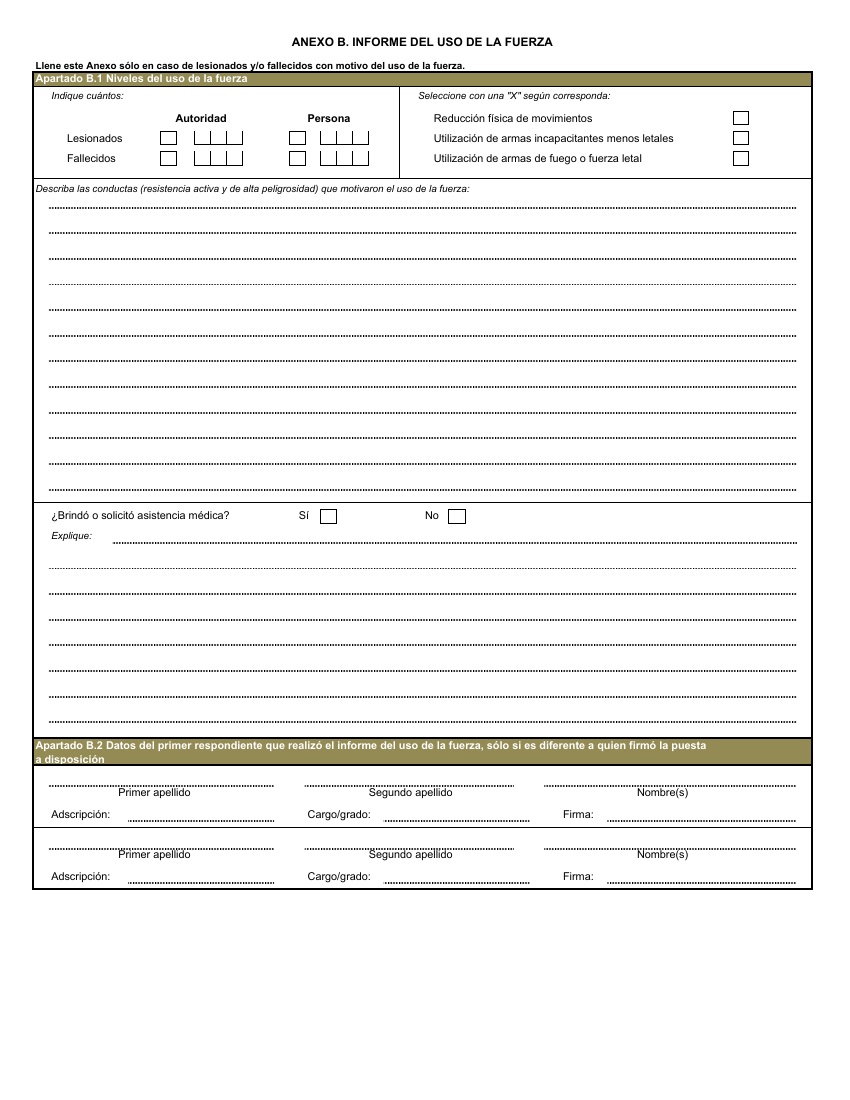 ANEXO B. INFORME DEL USO DE LA FUERZA
Llene este Anexo sólo en caso de lesionados y/o fallecidos con motivo del uso de la fuerza.
Apartado B.1 Niveles del uso de la fuerza
Indique cuántos:
Autoridad Persona
Lesionados
Fallecidos
Seleccione con una "X" según corresponda:
Reducción física de movimientos
Utilización de armas incapacitantes menos letales
Utilización de armas de fuego o fuerza letal
Describa las conductas (resistencia activa y de alta peligrosidad) que motivaron el uso de la fuerza:
¿Brindó o solicitó asistencia médica? Sí No
Explique:
Apartado B.2 Datos del primer respondiente que realizó el informe del uso de la fuerza, sólo si es diferente a quien firmó la puesta
a disposición
Primer apellido Segundo apellido Nombre(s)
Adscripción: Cargo/grado: Firma:
Primer apellido Segundo apellido Nombre(s)
Adscripción: Cargo/grado: Firma: